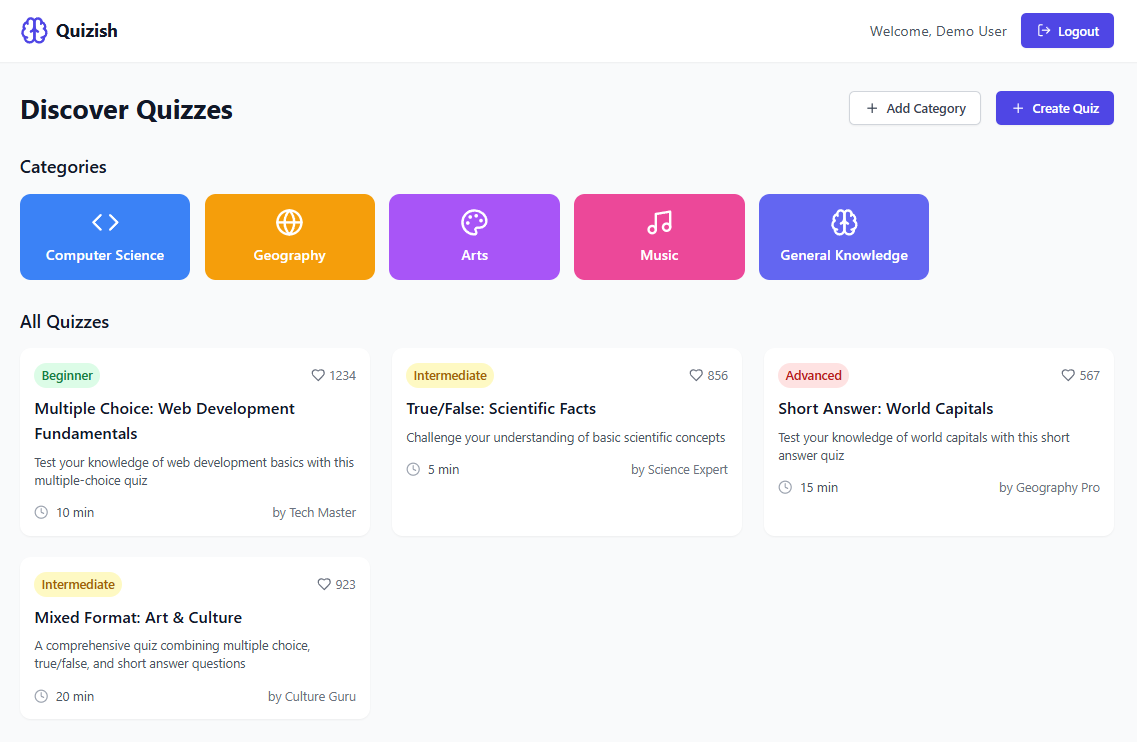 Quizish
Welcome, Demo User
Logout
Discover Quizzes
Add Category
Create Quiz
Categories
Computer Science
Geography
Arts
Music
General Knowledge
All Quizzes
Beginner
1234
Multiple Choice: Web Development
Fundamentals
Test your knowledge of web development basics with this
multiple-choice quiz
10 min
by Tech Master
Intermediate
856
True/False: Scientific Facts
Challenge your understanding of basic scientific concepts
5 min
by Science Expert
Advanced
567
Short Answer: World Capitals
Test your knowledge of world capitals with this short
answer quiz
15 min
by Geography Pro
Intermediate
923
Mixed Format: Art & Culture
A comprehensive quiz combining multiple choice,
true/false, and short answer questions
20 min
by Culture Guru